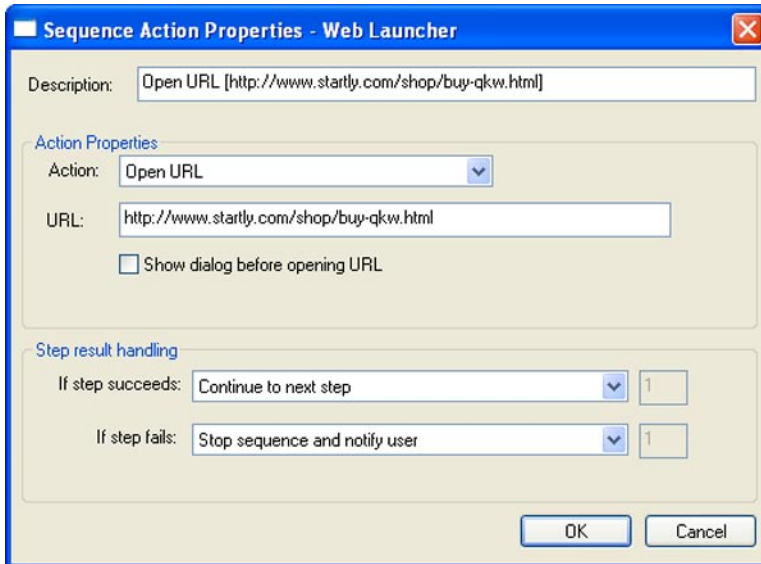 Sequence Action Properties - Web Launcher
Description: Open URL [http://www.startly.com/shop/buy-qkw.html]
Action Properties
Action: Open URL
URL: http://www.startly.com/shop/buy-qkw.html
Show dialog before opening URL
Step result handling
If step succeeds: Continue to next step 1
If step fails: Stop sequence and notify user 1
OK Cancel